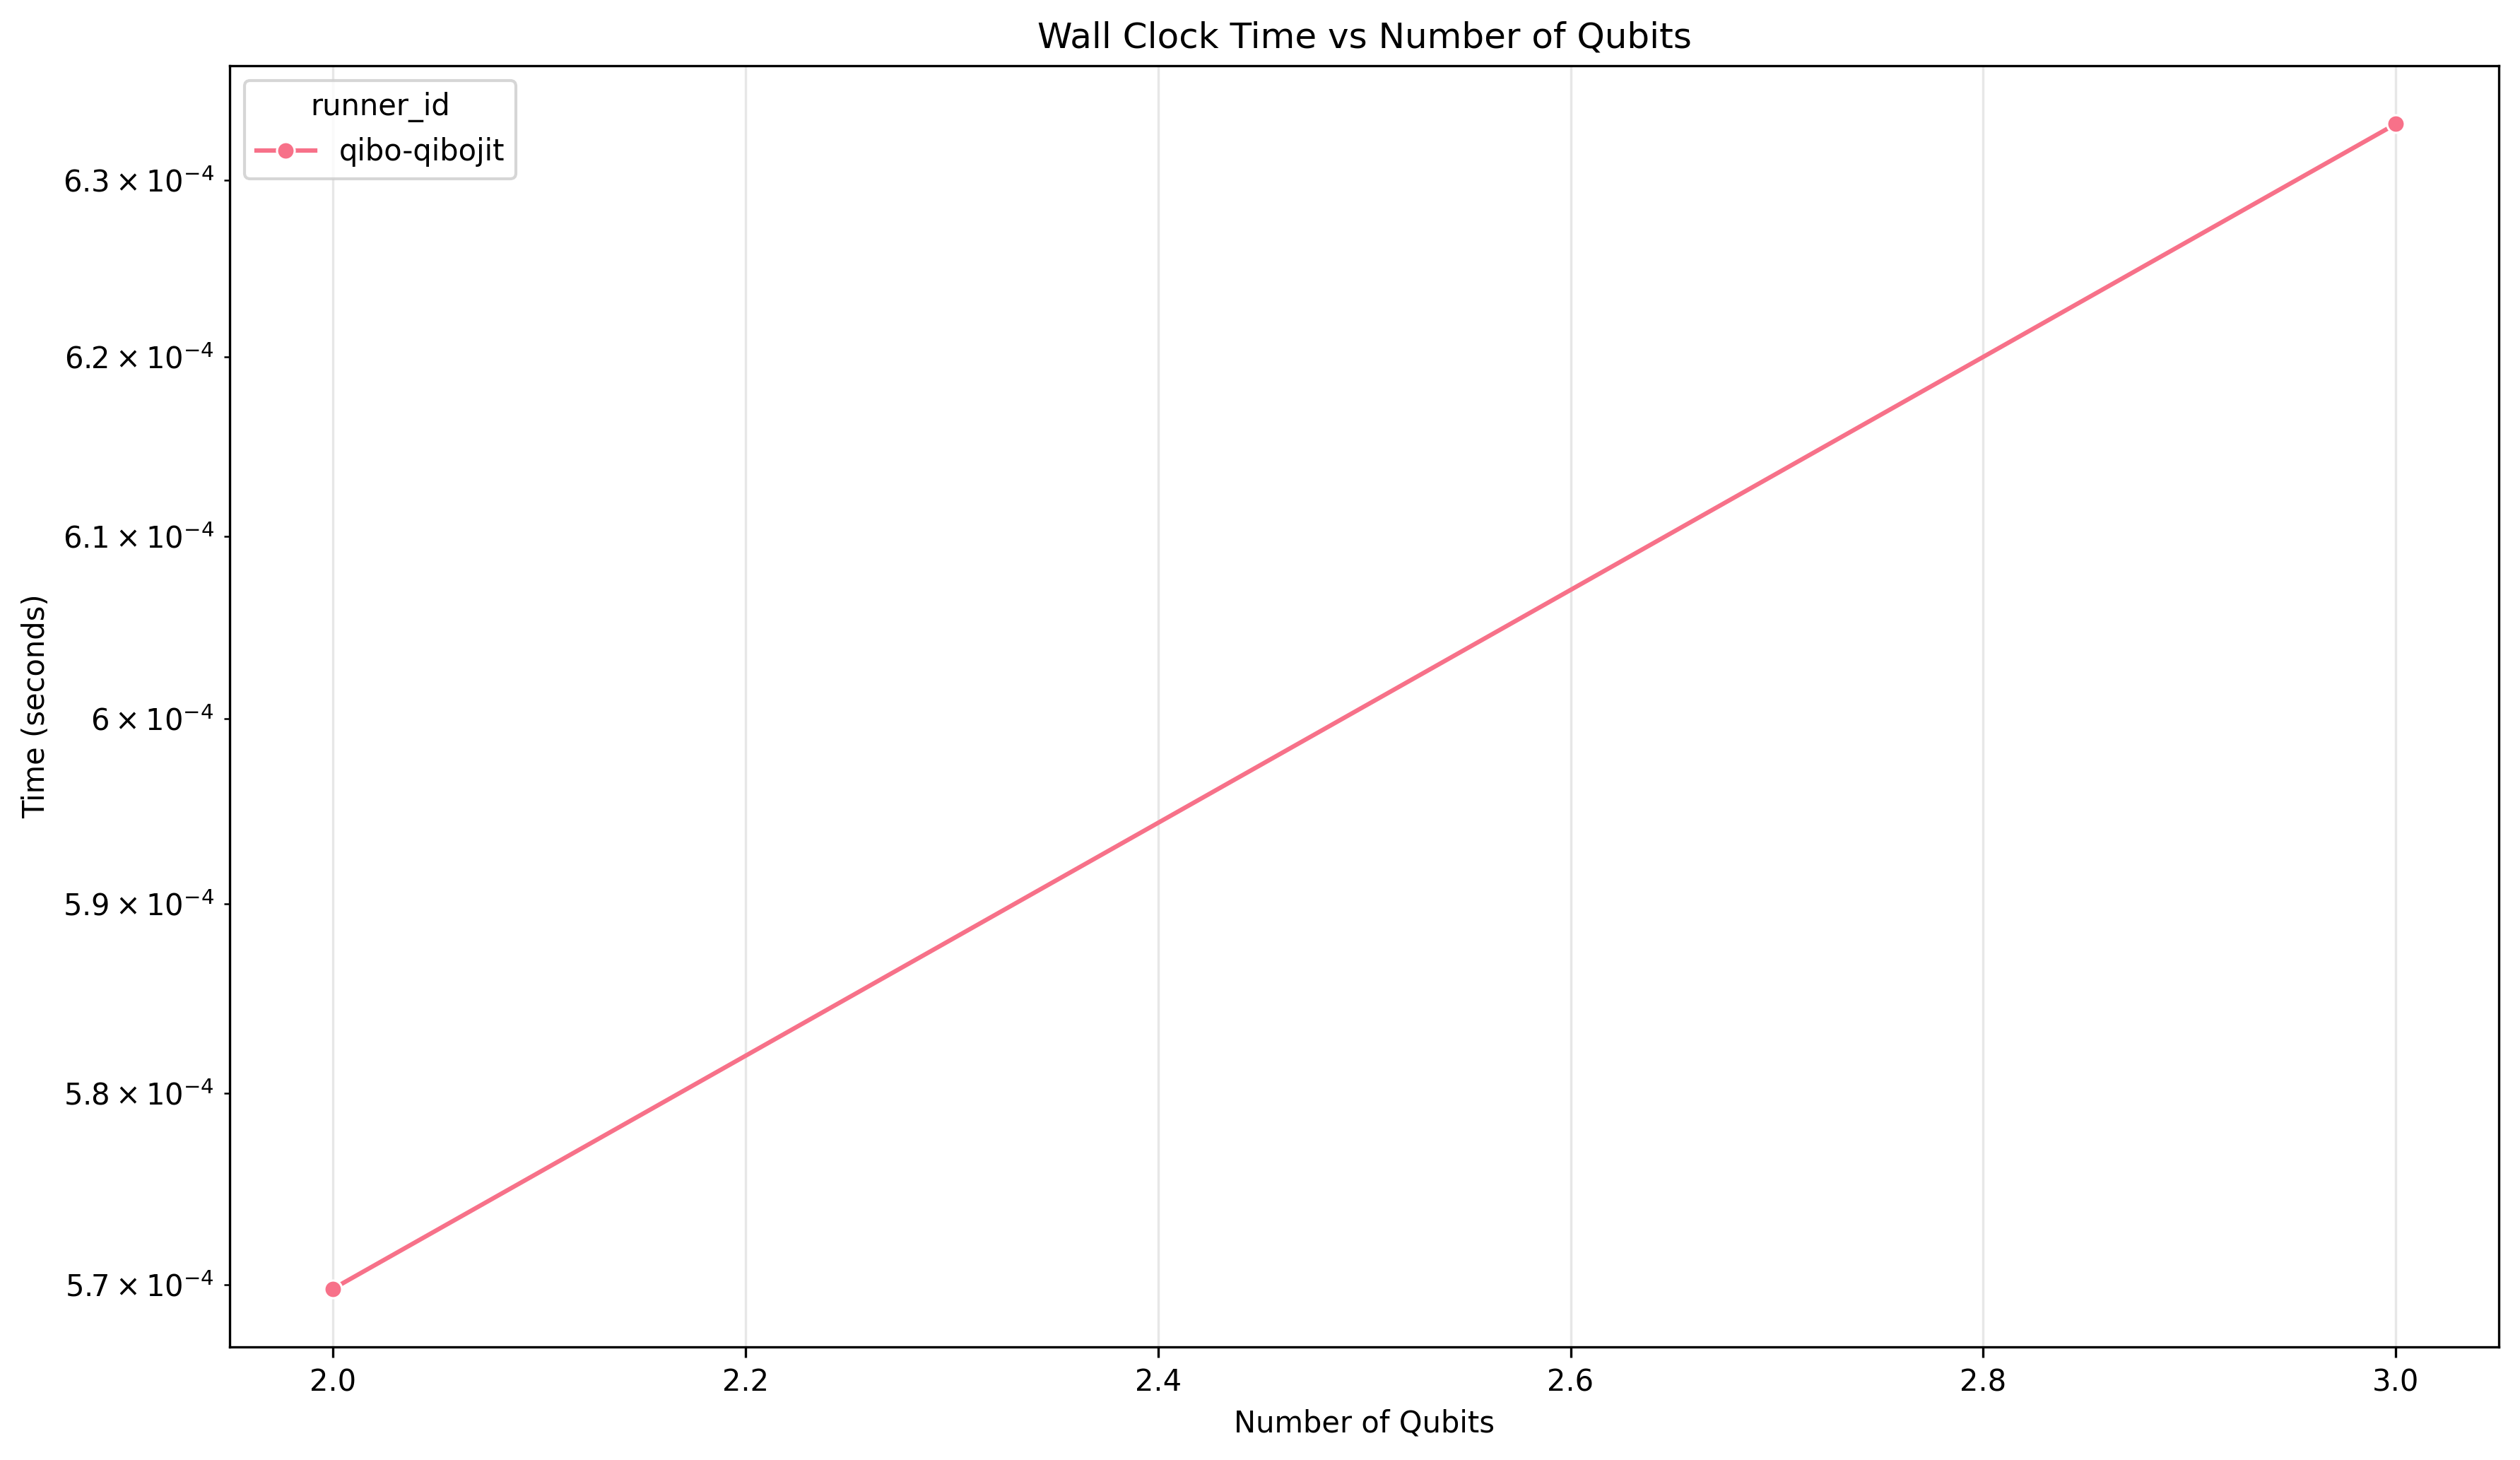 Wall Clock Time vs Number of Qubits
runner_id
qibo-qibojit
Time (seconds)
6.3 × 10⁻⁴
6.2 × 10⁻⁴
6.1 × 10⁻⁴
6 × 10⁻⁴
5.9 × 10⁻⁴
5.8 × 10⁻⁴
5.7 × 10⁻⁴
2.0 2.2 2.4 2.6 2.8 3.0
Number of Qubits